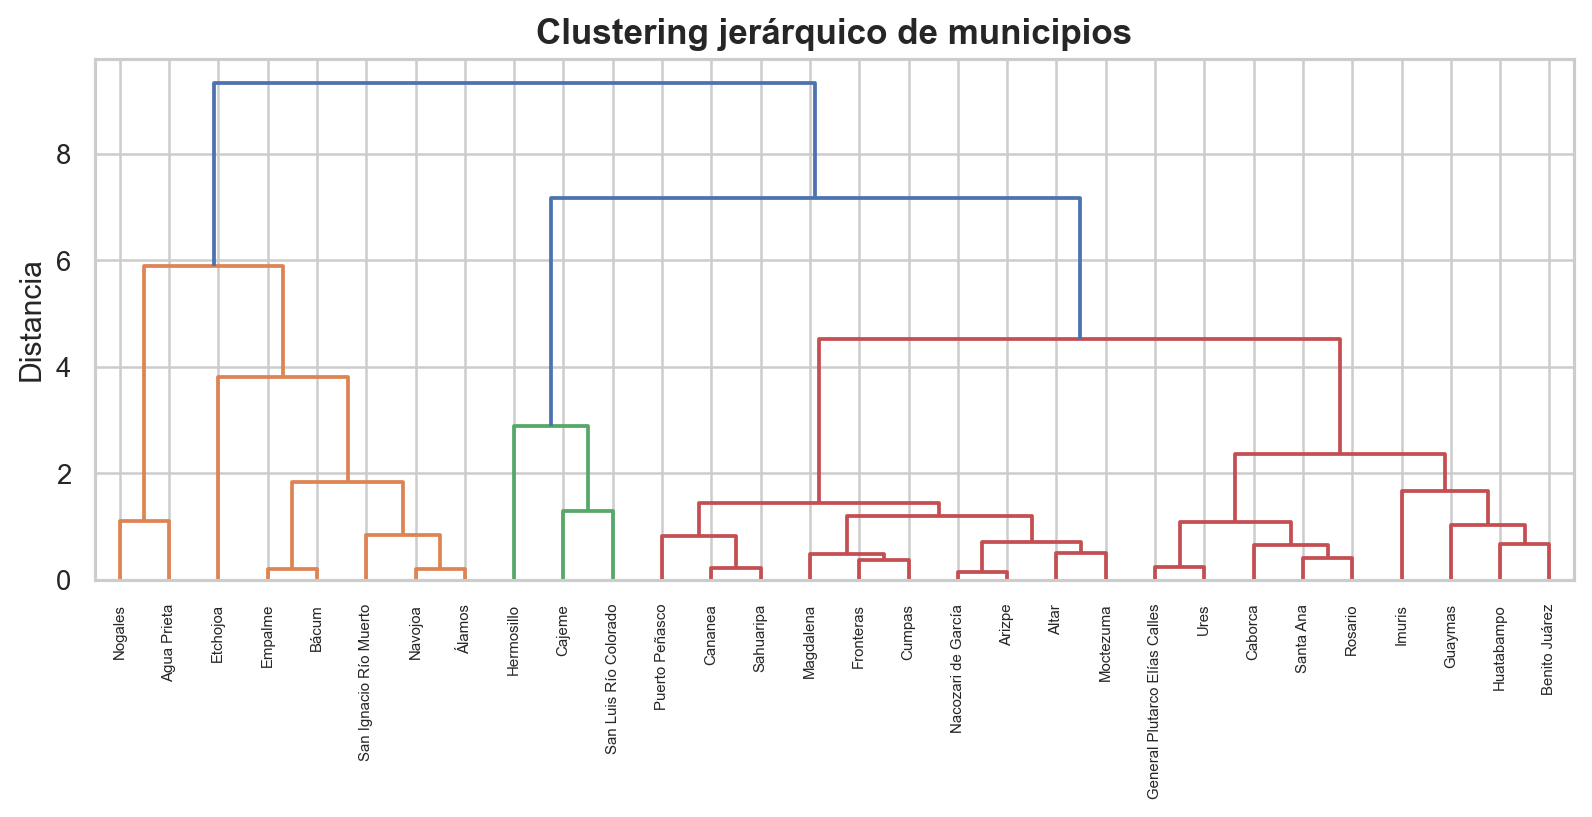 Clustering jerárquico de municipios
Distancia
8
6
4
2
0
Nogales
Agua Prieta
Etchojoa
Empalme
Bácum
San Ignacio Río Muerto
Navojoa
Álamos
Hermosillo
Cajeme
San Luis Río Colorado
Puerto Peñasco
Cananea
Sahuaripa
Magdalena
Fronteras
Cumpas
Nacozari de García
Arizpe
Altar
Moctezuma
General Plutarco Elías Calles
Ures
Caborca
Santa Ana
Rosario
Imuris
Guaymas
Huatabampo
Benito Juárez